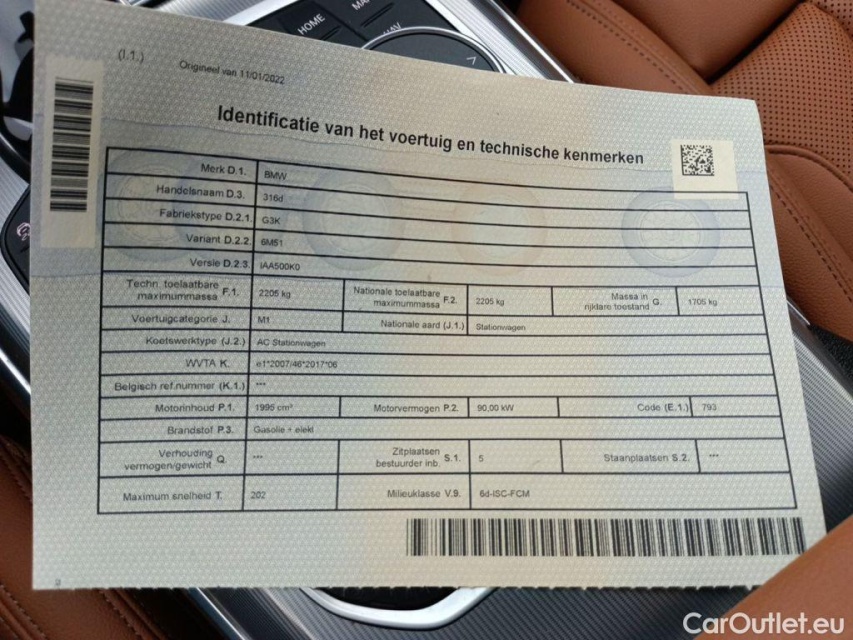 HOME
(I.1.)
Origineel van 11/01/2022
Identificatie van het voertuig en technische kenmerken
Merk D.1. BMW
Handelsnaam D.3. 316d
Fabriekstype D.2.1. G3K
Variant D.2.2. 6M51
Versie D.2.3. IAA500K0
Techn. toelaatbare maximummassa F.1. 2205 kg Nationale toelaatbare maximummassa F.2. 2205 kg Massa in rijklare toestand G. 1705 kg
Voertuigcategorie J. M1 Nationale aard (J.1.) Stationwagen
Koetswerktype (J.2.) AC Stationwagen
WVTA K. e1*2007/46*2017*06
Belgisch ref.nummer (K.1.) ***
Motorinhoud P.1. 1995 cm³ Motorvermogen P.2. 90,00 kW Code (E.1.) 793
Brandstof P.3. Gasolie + elekt
Verhouding vermogen/gewicht Q *** Zitplaatsen bestuurder inb. S.1. 5 Staanplaatsen S.2. ***
Maximum snelheid T. 202 Milieuklasse V.9. 6d-ISC-FCM
CarOutlet.eu